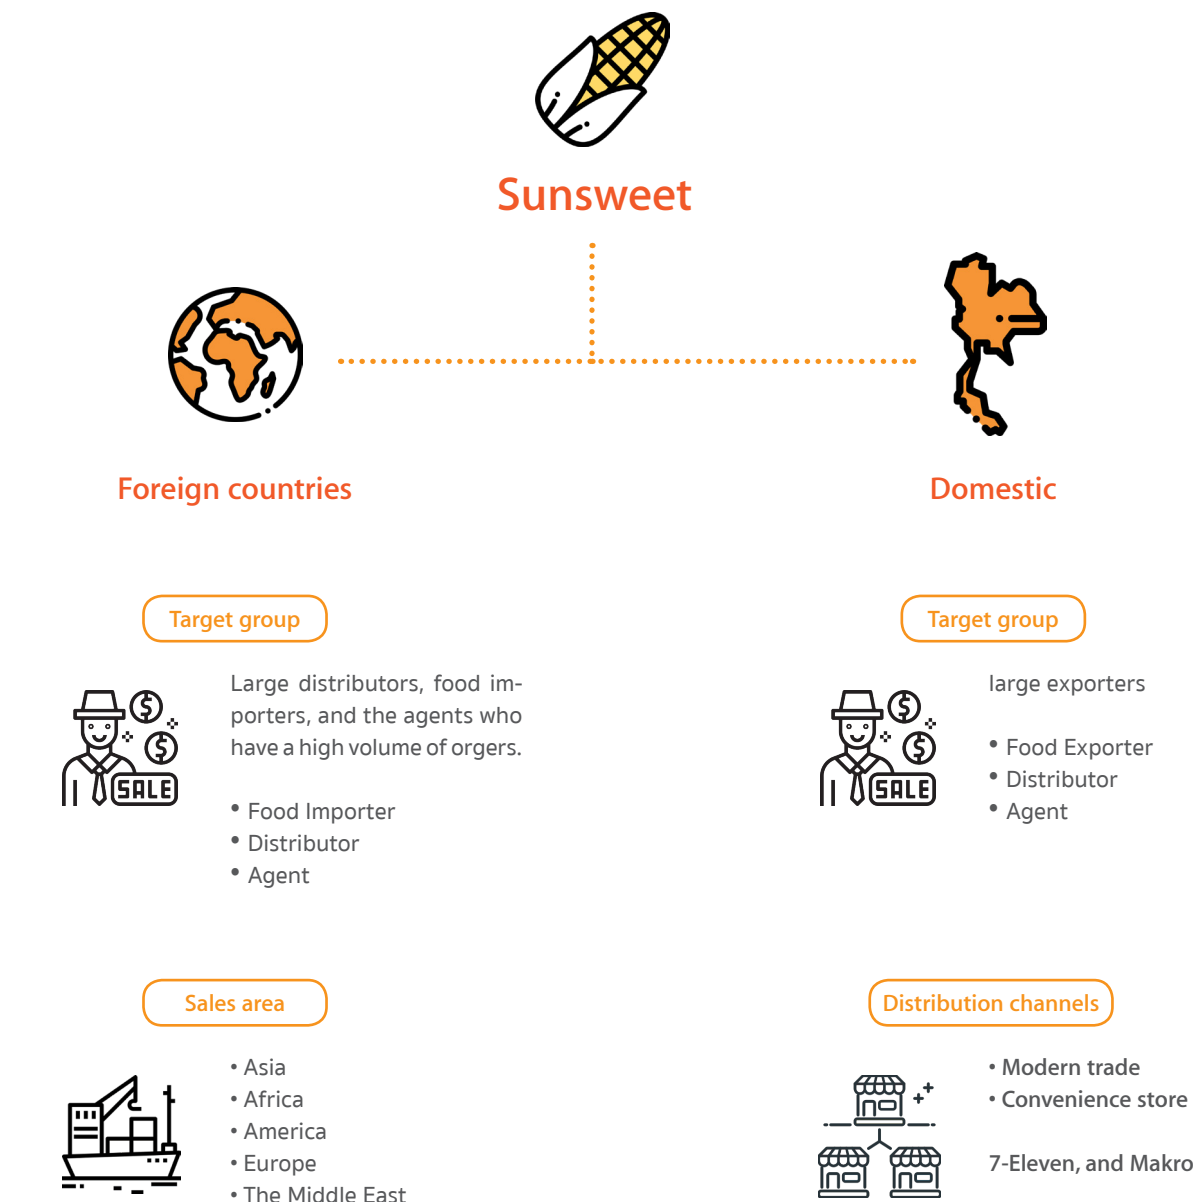 Sunsweet
Foreign countries
Target group
Large distributors, food im-
porters, and the agents who
have a high volume of orgers.
• Food Importer
• Distributor
• Agent
SALE
Sales area
• Asia
• Africa
• America
• Europe
• The Middle East
Domestic
Target group
large exporters
• Food Exporter
• Distributor
• Agent
SALE
Distribution channels
• Modern trade
• Convenience store
7-Eleven, and Makro